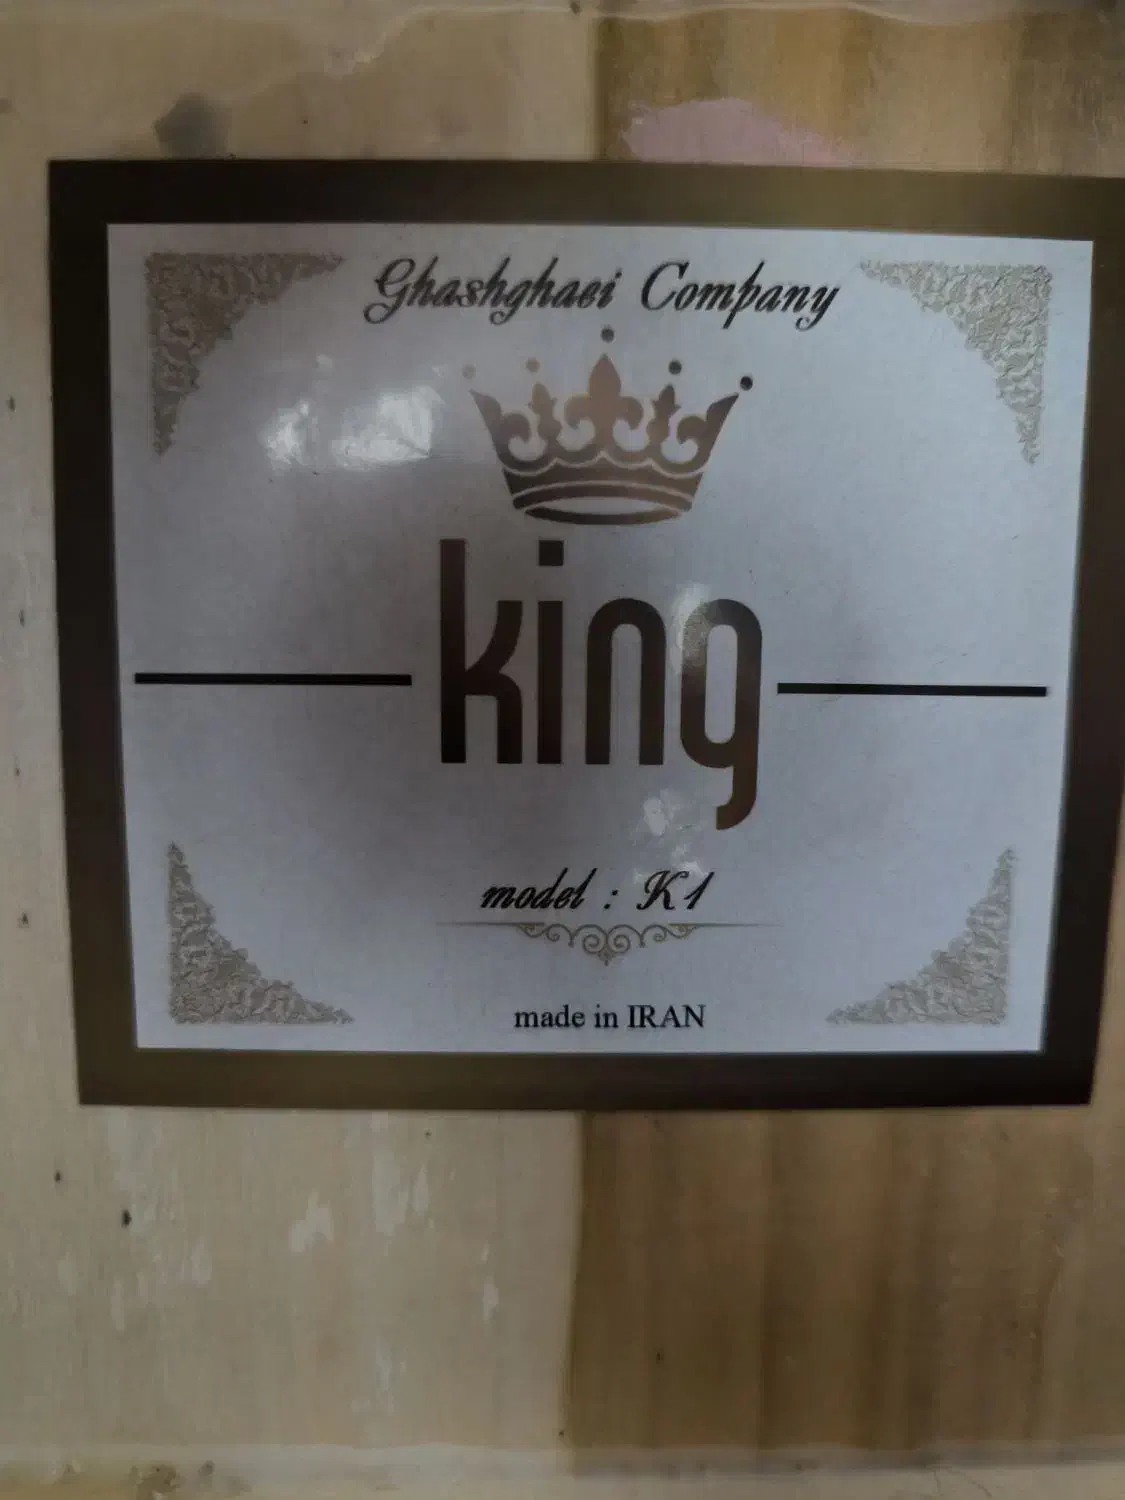 Ghashghaei Company
king
model : K1
made in IRAN